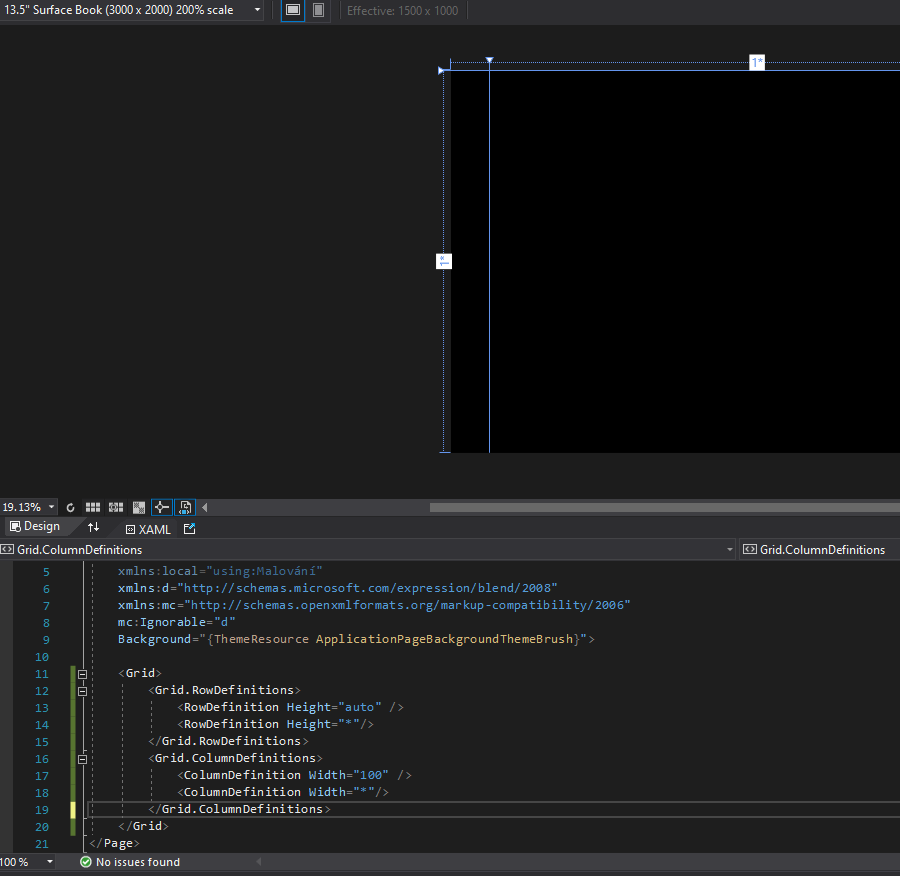 13.5" Surface Book (3000 x 2000) 200% scale Effective: 1500 x 1000
1*
1*
19.13%
Design XAML
Grid.ColumnDefinitions Grid.ColumnDefinitions
5 xmlns:local="using:Malování"
6 xmlns:d="http://schemas.microsoft.com/expression/blend/2008"
7 xmlns:mc="http://schemas.openxmlformats.org/markup-compatibility/2006"
8 mc:Ignorable="d"
9 Background="{ThemeResource ApplicationPageBackgroundThemeBrush}">
10
11 <Grid>
12 <Grid.RowDefinitions>
13 <RowDefinition Height="auto" />
14 <RowDefinition Height="*"/>
15 </Grid.RowDefinitions>
16 <Grid.ColumnDefinitions>
17 <ColumnDefinition Width="100" />
18 <ColumnDefinition Width="*"/>
19 </Grid.ColumnDefinitions>
20 </Grid>
21 </Page>
100 % No issues found